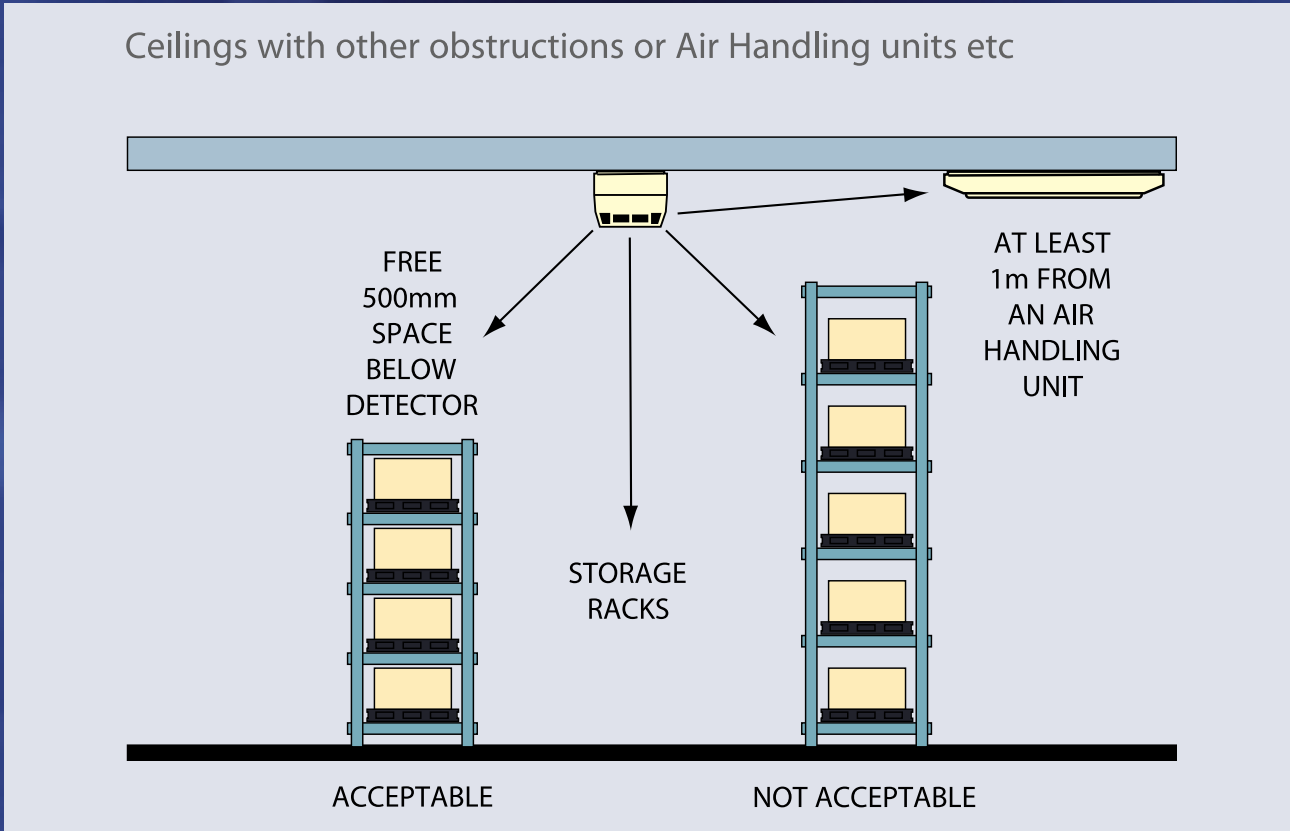 Ceilings with other obstructions or Air Handling units etc
FREE
500mm
SPACE
BELOW
DETECTOR
AT LEAST
1m FROM
AN AIR
HANDLING
UNIT
STORAGE
RACKS
ACCEPTABLE
NOT ACCEPTABLE